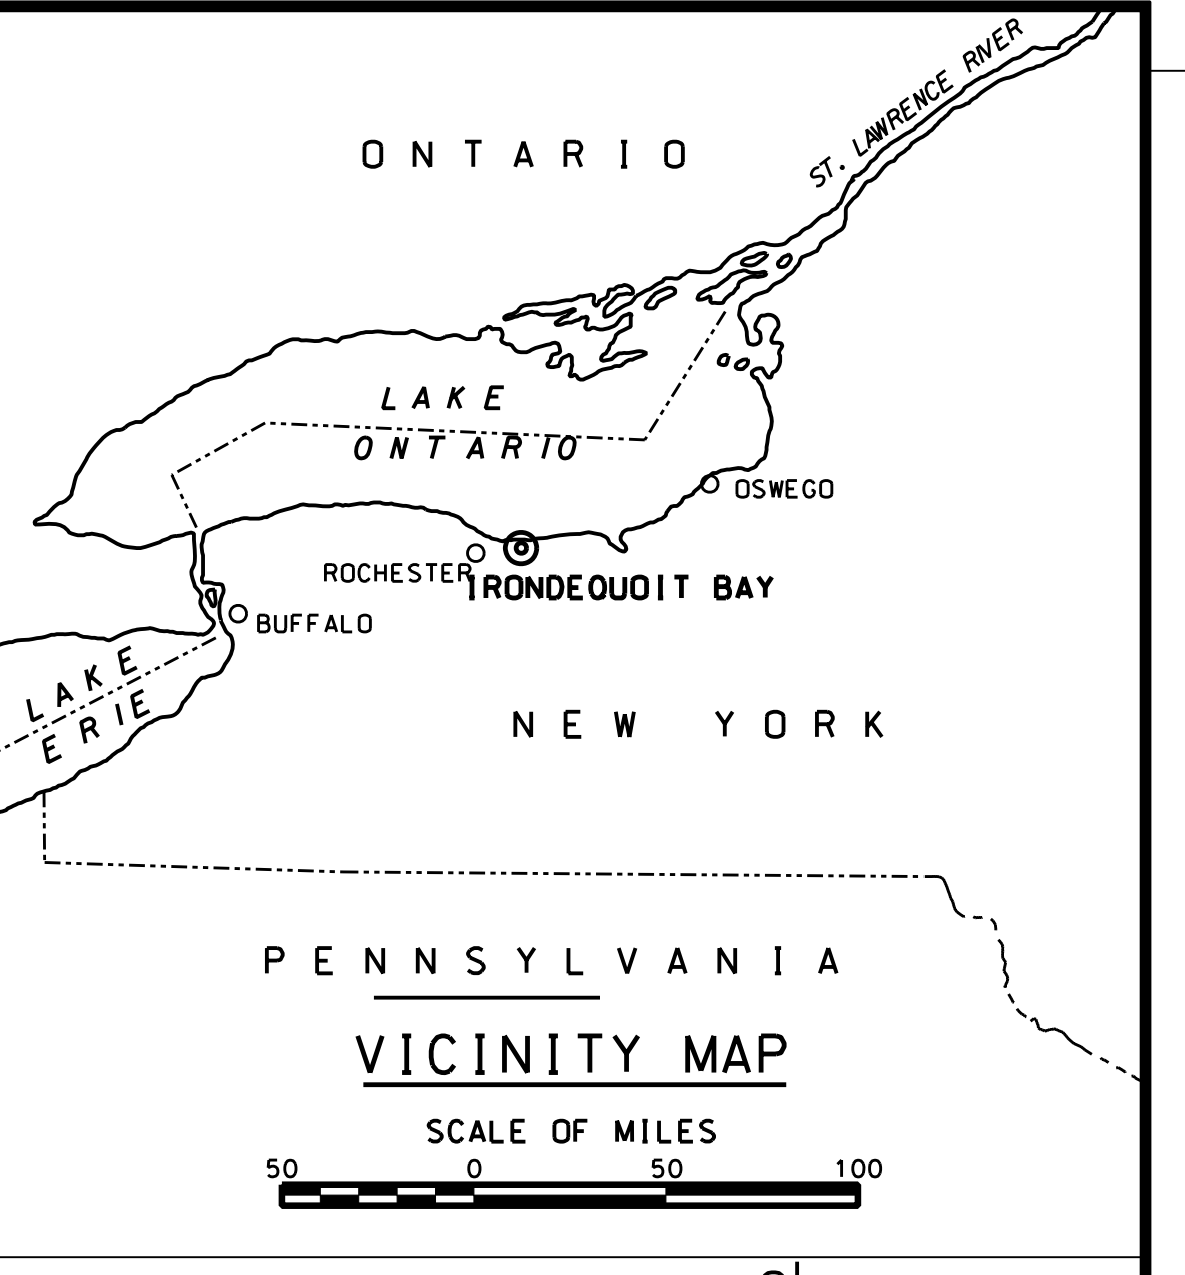 ST. LAWRENCE RIVER
ONTARIO
LAKE
ONTARIO
OSWEGO
ROCHESTER
IRONDEQUOIT BAY
BUFFALO
LAKE
ERIE
NEW YORK
PENNSYLVANIA
VICINITY MAP
SCALE OF MILES
50 0 50 100